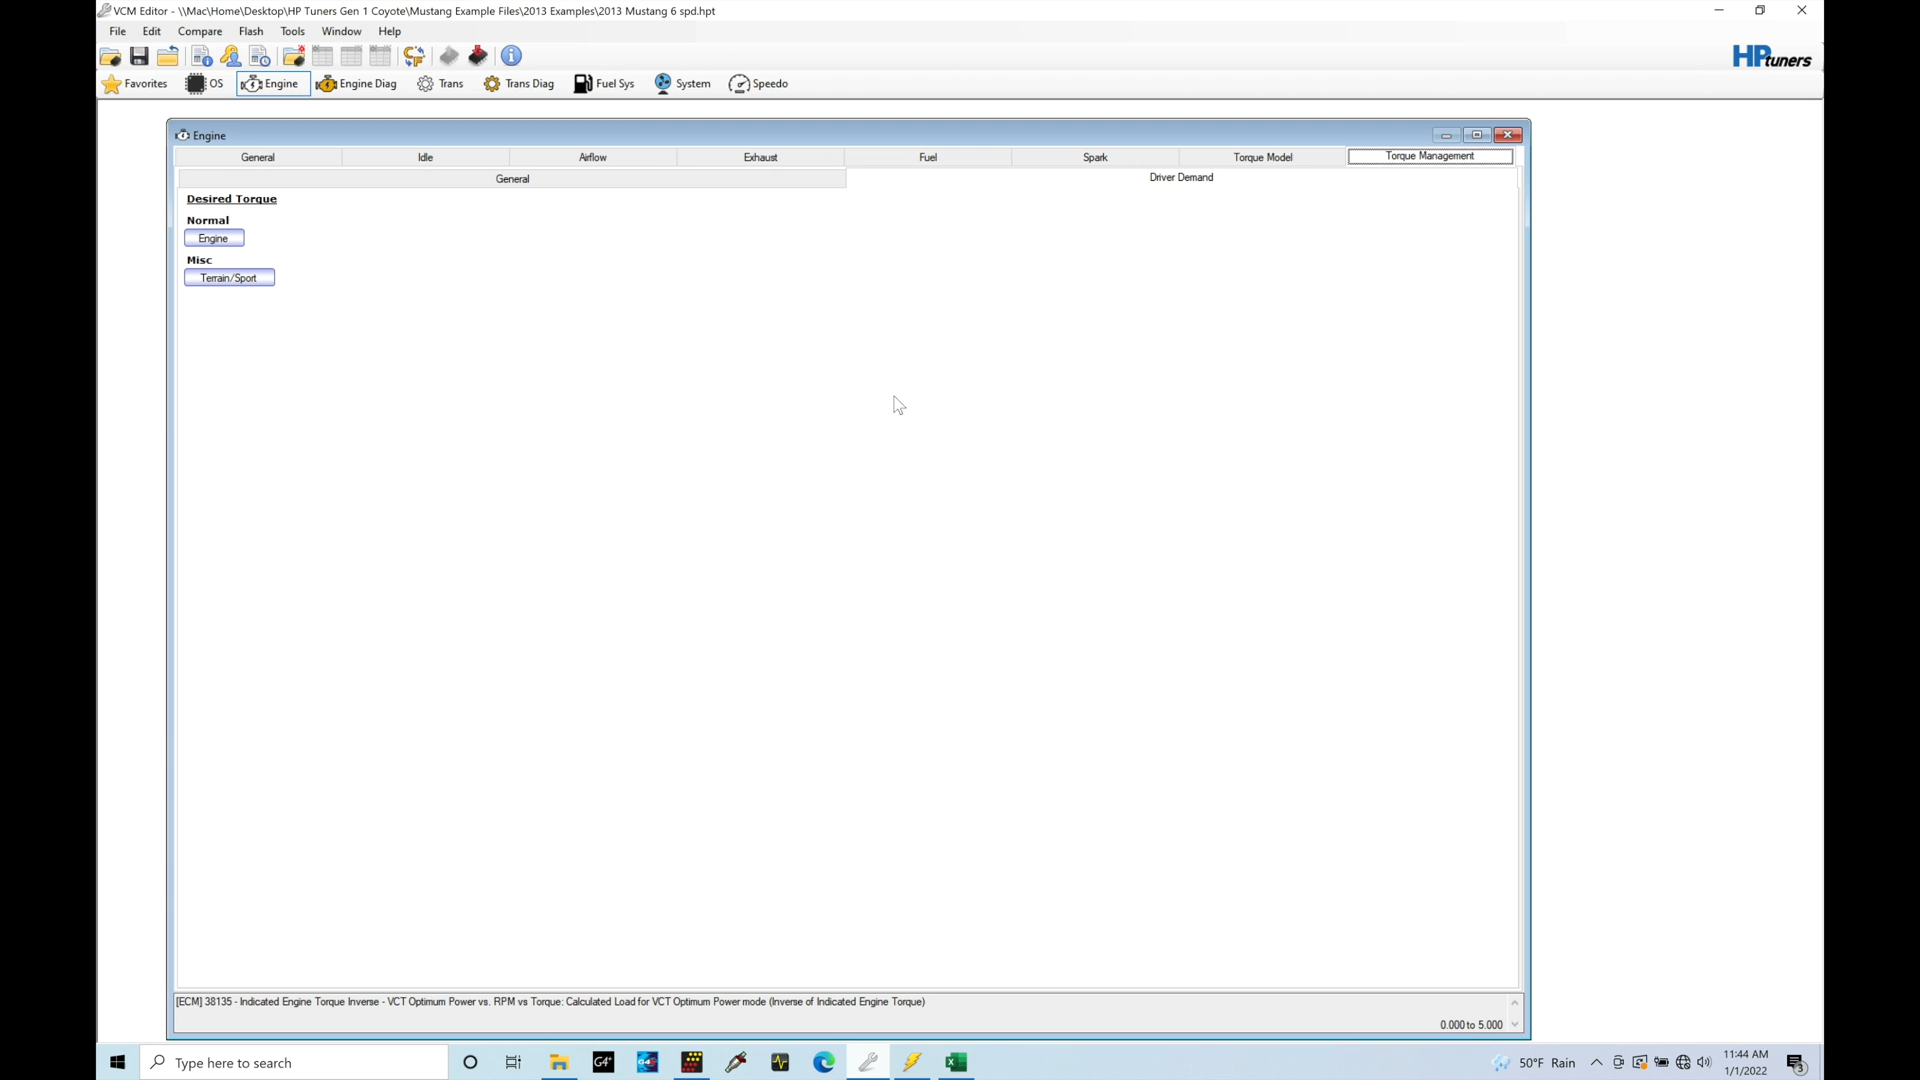 VCM Editor - \\Mac\Home\Desktop\HP Tuners Gen 1 Coyote\Mustang Example Files\2013 Examples\2013 Mustang 6 spd.hpt
File Edit Compare Flash Tools Window Help
HPtuners
Favorites OS Engine Engine Diag Trans Trans Diag Fuel Sys System Speedo
Engine
General Idle Airflow Exhaust Fuel Spark Torque Model Torque Management
General Driver Demand
Desired Torque
Normal
Engine
Misc
Terrain/Sport
[ECM] 38135 - Indicated Engine Torque Inverse - VCT Optimum Power vs. RPM vs Torque: Calculated Load for VCT Optimum Power mode (Inverse of Indicated Engine Torque)
0.000 to 5.000
Type here to search G4+ G4X 50°F Rain 11:44 AM
1/1/2022 3